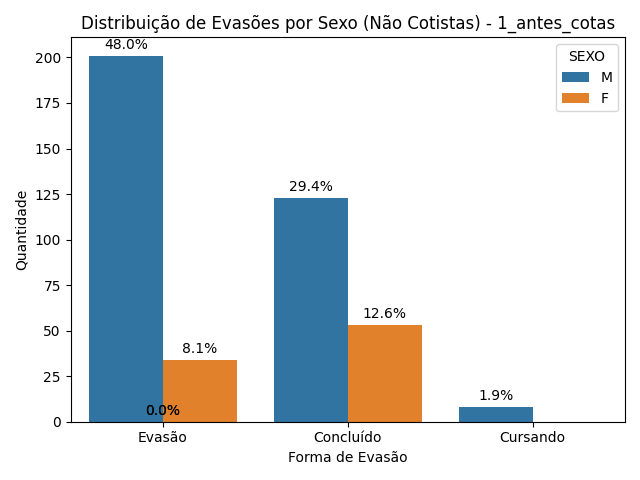 Distribuição de Evasões por Sexo (Não Cotistas) - 1_antes_cotas
SEXO
M
F
Quantidade
200
175
150
125
100
75
50
25
0
48.0%
8.1%
0.0%
29.4%
12.6%
1.9%
Evasão
Concluído
Cursando
Forma de Evasão